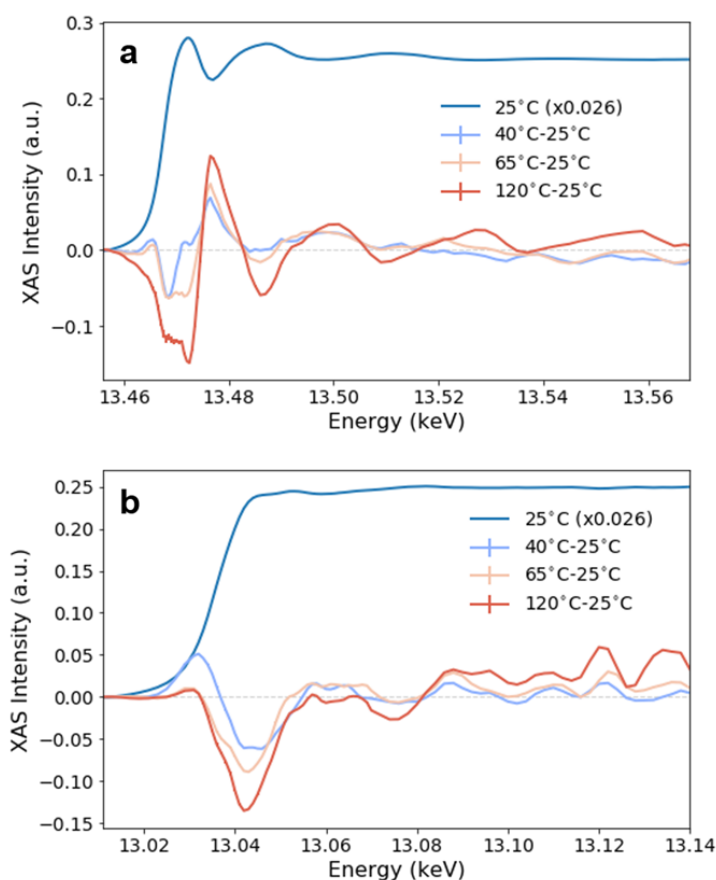 a
0.3
0.2
0.1
0.0
−0.1
XAS Intensity (a.u.)
25°C (x0.026)
40°C-25°C
65°C-25°C
120°C-25°C
13.46 13.48 13.50 13.52 13.54 13.56
Energy (keV)
b
0.25
0.20
0.15
0.10
0.05
0.00
−0.05
−0.10
−0.15
XAS Intensity (a.u.)
25°C (x0.026)
40°C-25°C
65°C-25°C
120°C-25°C
13.02 13.04 13.06 13.08 13.10 13.12 13.14
Energy (keV)